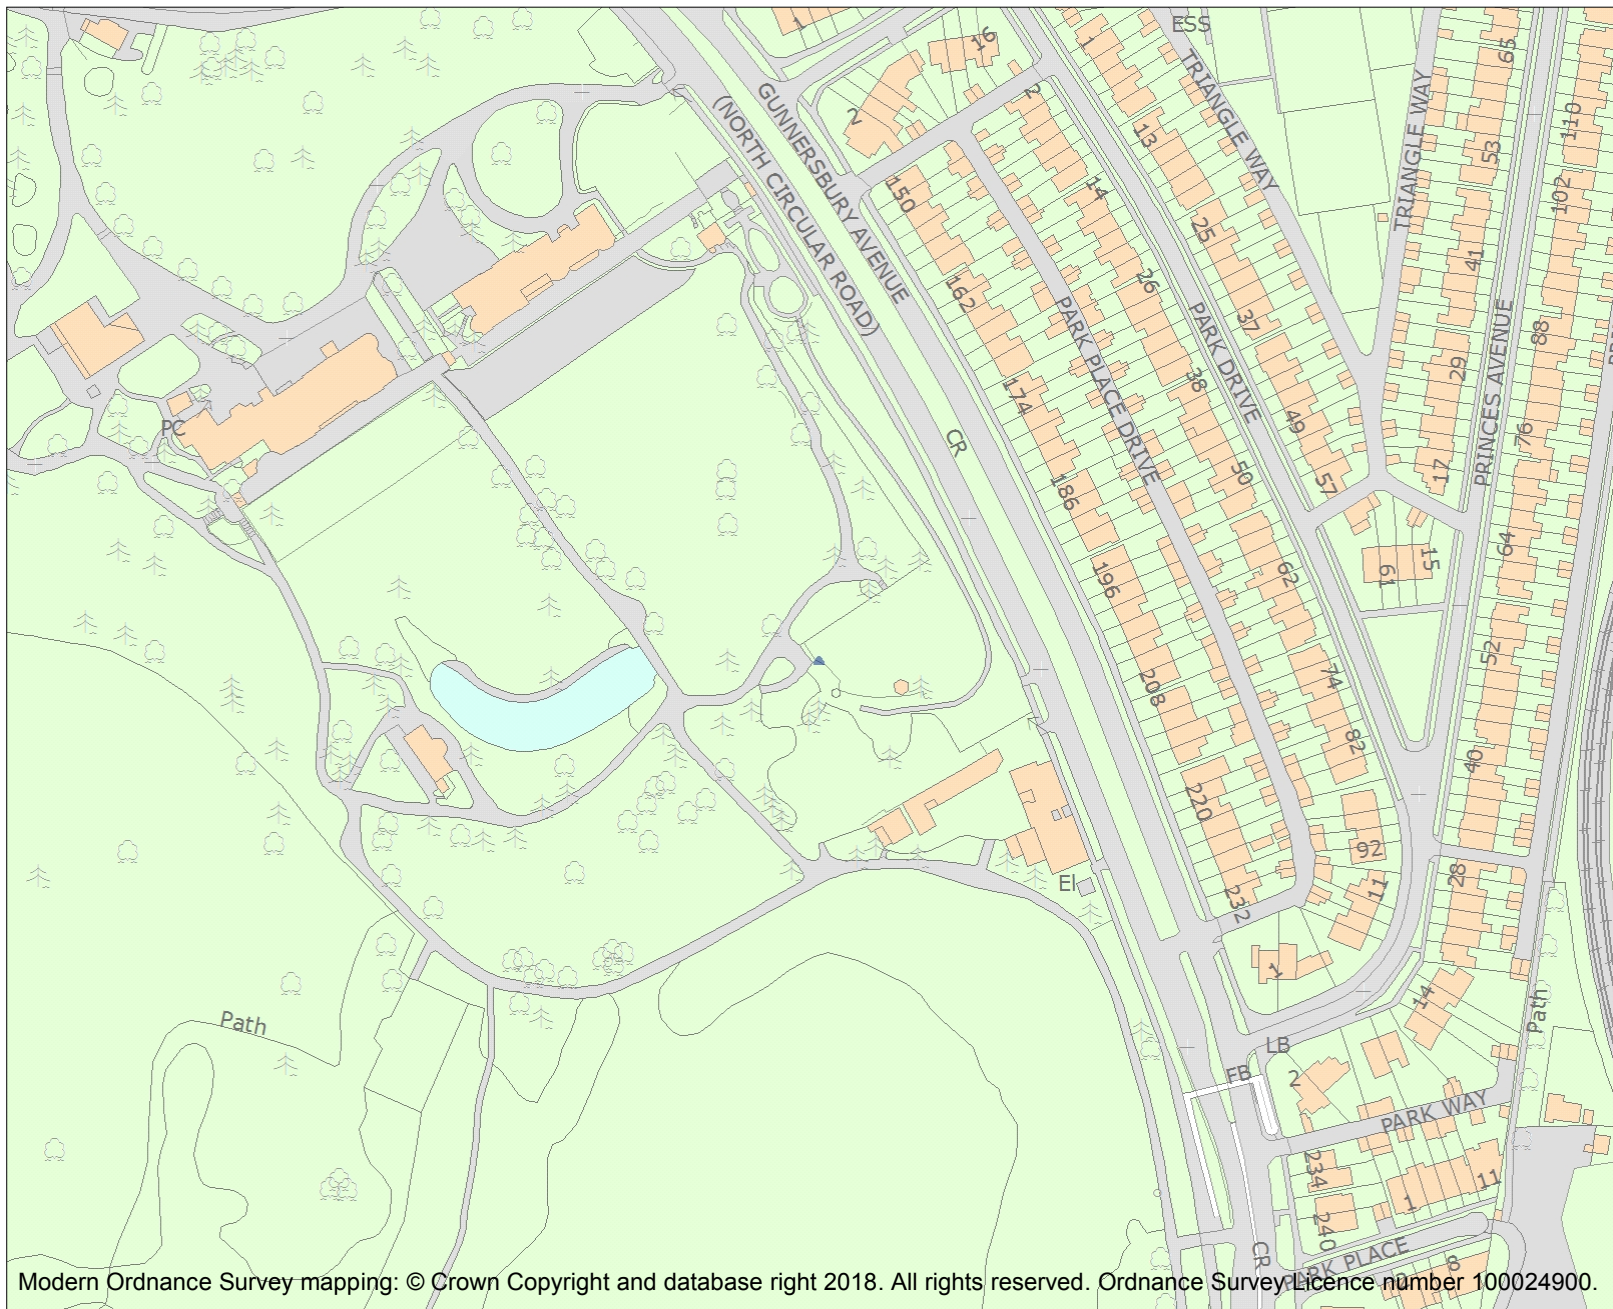 ESS
1
16
1
65
TRIANGLE WAY
TRIANGLE WAY
GUNNERSBURY AVENUE
(NORTH CIRCULAR ROAD)
2
2
13
53
110
150
14
25
102
41
162
26
37
PARK PLACE DRIVE
PARK DRIVE
PRINCES AVENUE
88
29
174
38
49
76
PC
CR
50
57
17
186
64
196
62
61
15
208
74
52
82
40
220
92
28
El
232
11
1
14
Path
Path
LB
FB
2
PARK WAY
234
1
11
240
CR
PARK PLACE
8
Modern Ordnance Survey mapping: © Crown Copyright and database right 2018. All rights reserved. Ordnance Survey Licence number 100024900.